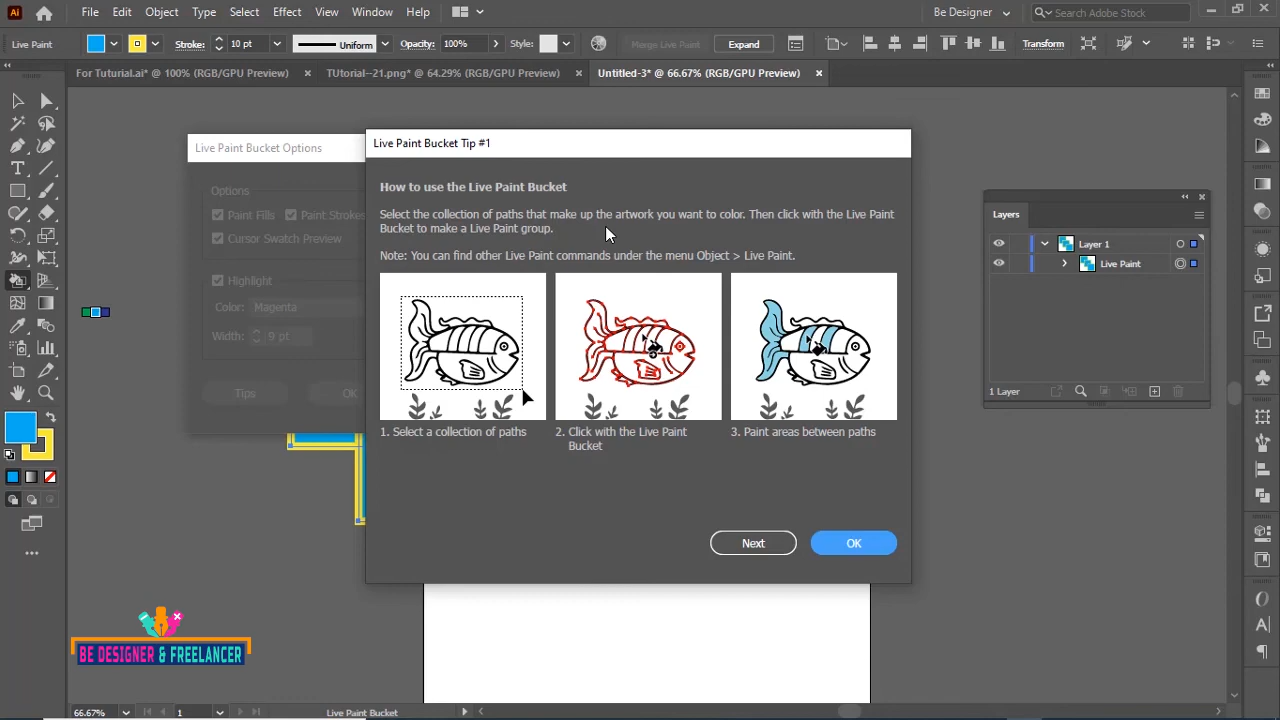 Ai
File Edit Object Type Select Effect View Window Help
Be Designer
Search Adobe Stock
Live Paint
Stroke:
10 pt
Uniform
Opacity:
100%
Style:
Merge Live Paint
Expand
Transform
For Tuturial.ai* @ 100% (RGB/GPU Preview) ×
TUtorial--21.png* @ 64.29% (RGB/GPU Preview) ×
Untitled-3* @ 66.67% (RGB/GPU Preview) ×
Live Paint Bucket Options
Options
Paint Fills
Paint Strokes
Cursor Swatch Preview
Highlight
Color: Magenta
Width: 9 pt
Tips
OK
Live Paint Bucket Tip #1
How to use the Live Paint Bucket
Select the collection of paths that make up the artwork you want to color. Then click with the Live Paint
Bucket to make a Live Paint group.
Note: You can find other Live Paint commands under the menu Object > Live Paint.
1. Select a collection of paths
2. Click with the Live Paint
Bucket
3. Paint areas between paths
Next
OK
Layers
Layer 1
Live Paint
1 Layer
BE DESIGNER & FREELANCER
66.67%
1
Live Paint Bucket